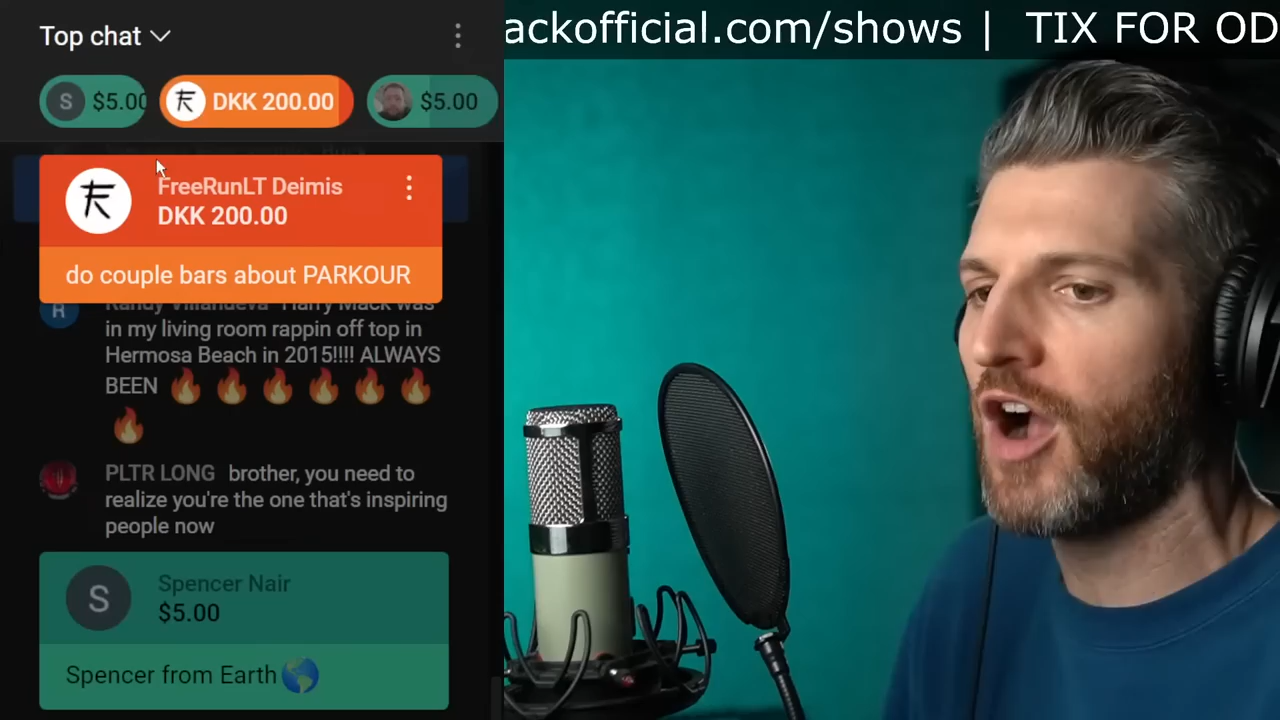 Top chat
ackofficial.com/shows | TIX FOR OD
S $5.00 DKK 200.00 $5.00
FreeRunLT Deimis
DKK 200.00
do couple bars about PARKOUR
R Randy Villandeva Harry Mack was
in my living room rappin off top in
Hermosa Beach in 2015!!!! ALWAYS
BEEN 🔥🔥🔥🔥🔥🔥
🔥
PLTR LONG brother, you need to
realize you're the one that's inspiring
people now
S Spencer Nair
$5.00
Spencer from Earth🌎